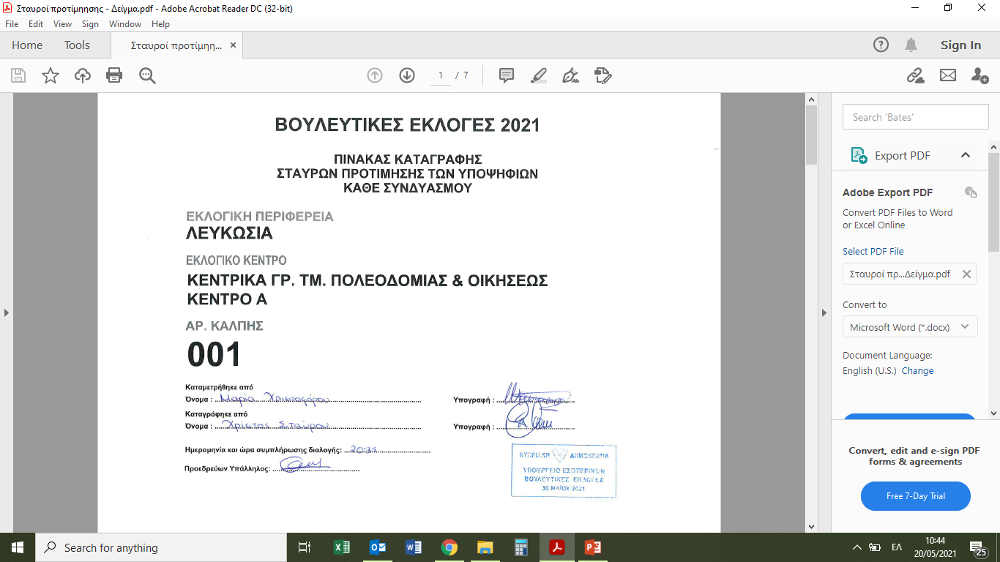 Σταυροί προτίμηησης - Δείγμα.pdf - Adobe Acrobat Reader DC (32-bit)
File Edit View Sign Window Help
Home Tools Σταυροί προτίμηη... × Sign In
1 / 7
Search 'Bates'
Export PDF
Adobe Export PDF
Convert PDF Files to Word
or Excel Online
Select PDF File
Σταυροί πρ...Δείγμα.pdf
Convert to
Microsoft Word (*.docx)
Document Language:
English (U.S.) Change
Convert, edit and e-sign PDF
forms & agreements
Free 7-Day Trial
ΒΟΥΛΕΥΤΙΚΕΣ ΕΚΛΟΓΕΣ 2021
ΠΙΝΑΚΑΣ ΚΑΤΑΓΡΑΦΗΣ
ΣΤΑΥΡΩΝ ΠΡΟΤΙΜΗΣΗΣ ΤΩΝ ΥΠΟΨΗΦΙΩΝ
ΚΑΘΕ ΣΥΝΔΥΑΣΜΟΥ
ΕΚΛΟΓΙΚΗ ΠΕΡΙΦΕΡΕΙΑ
ΛΕΥΚΩΣΙΑ
ΕΚΛΟΓΙΚΟ ΚΕΝΤΡΟ
ΚΕΝΤΡΙΚΑ ΓΡ. ΤΜ. ΠΟΛΕΟΔΟΜΙΑΣ & ΟΙΚΗΣΕΩΣ
ΚΕΝΤΡΟ Α
ΑΡ. ΚΑΛΠΗΣ
001
Καταμετρήθηκε από
Όνομα : Μαρία Χριστοφόρου Υπογραφή :
Καταγράφηκε από
Όνομα : Χρίστος Σταύρου Υπογραφή :
Ημερομηνία και ώρα συμπλήρωσης διαλογής: 20:35
Προεδρεύων Υπάλληλος:
ΚΥΠΡΙΑΚΗ ΔΗΜΟΚΡΑΤΙΑ
ΥΠΟΥΡΓΕΙΟ ΕΣΩΤΕΡΙΚΩΝ
ΒΟΥΛΕΥΤΙΚΕΣ ΕΚΛΟΓΕΣ
30 ΜΑΪΟΥ 2021
Search for anything
ΕΛ
10:44
20/05/2021
25